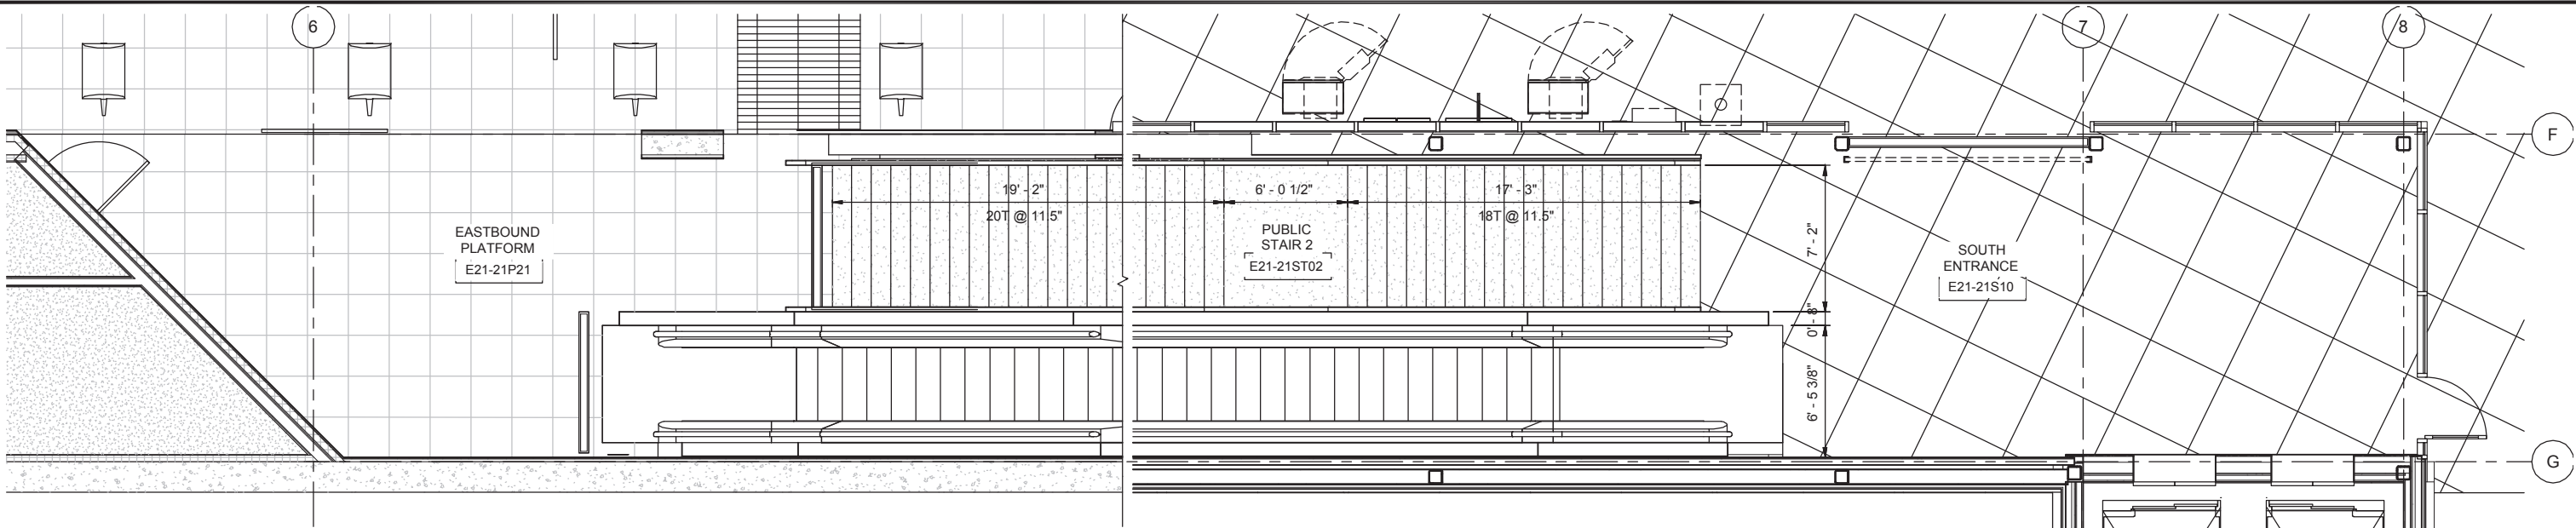 6
7
8
F
19' - 2"
6' - 0 1/2"
17' - 3"
20T @ 11.5"
18T @ 11.5"
EASTBOUND
PLATFORM
E21-21P21
PUBLIC
STAIR 2
E21-21ST02
7' - 2"
SOUTH
ENTRANCE
E21-21S10
0' - 8"
6' - 5 3/8"
G